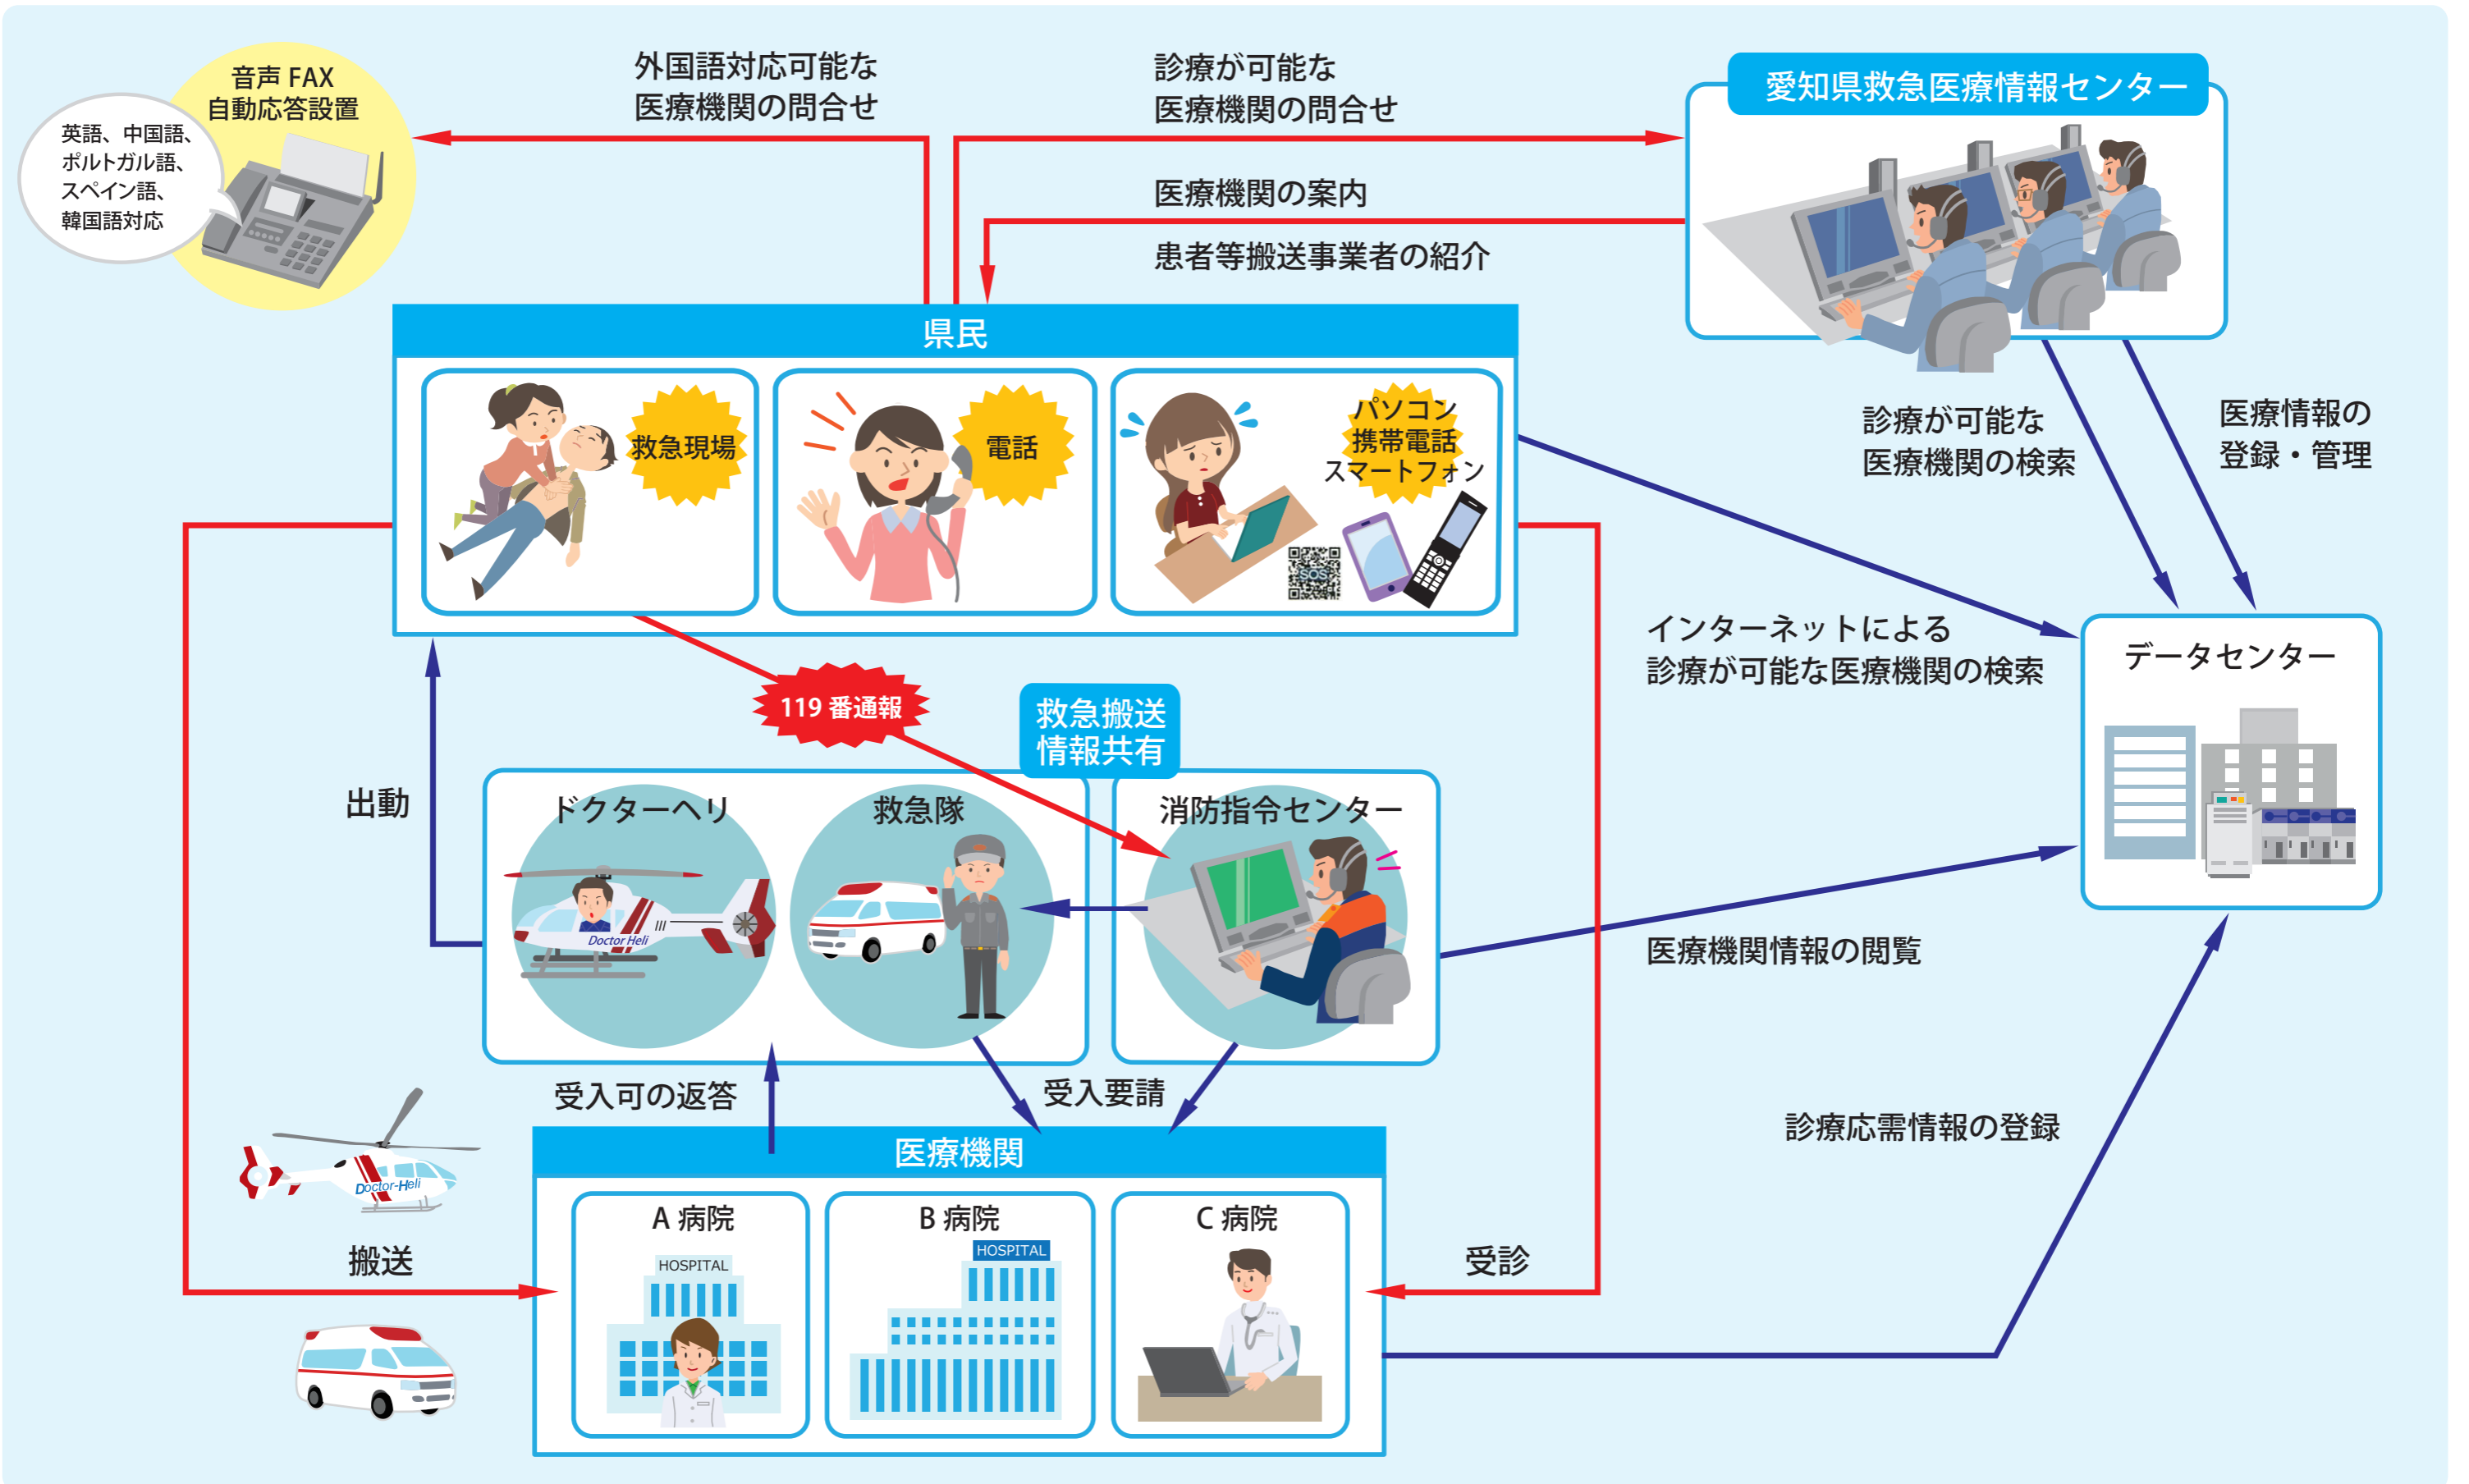 音声 FAX
自動応答設置
英語、中国語、
ポルトガル語、
スペイン語、
韓国語対応
外国語対応可能な
医療機関の問合せ
診療が可能な
医療機関の問合せ
医療機関の案内
患者等搬送事業者の紹介
愛知県救急医療情報センター
県民
救急現場
電話
パソコン
携帯電話
スマートフォン
SOS
診療が可能な
医療機関の検索
医療情報の
登録・管理
インターネットによる
診療が可能な医療機関の検索
データセンター
119 番通報
救急搬送
情報共有
出動
ドクターヘリ
救急隊
消防指令センター
Doctor Heli
医療機関情報の閲覧
受入可の返答
受入要請
診療応需情報の登録
医療機関
Doctor-Heli
A 病院
B 病院
C 病院
HOSPITAL
HOSPITAL
搬送
受診